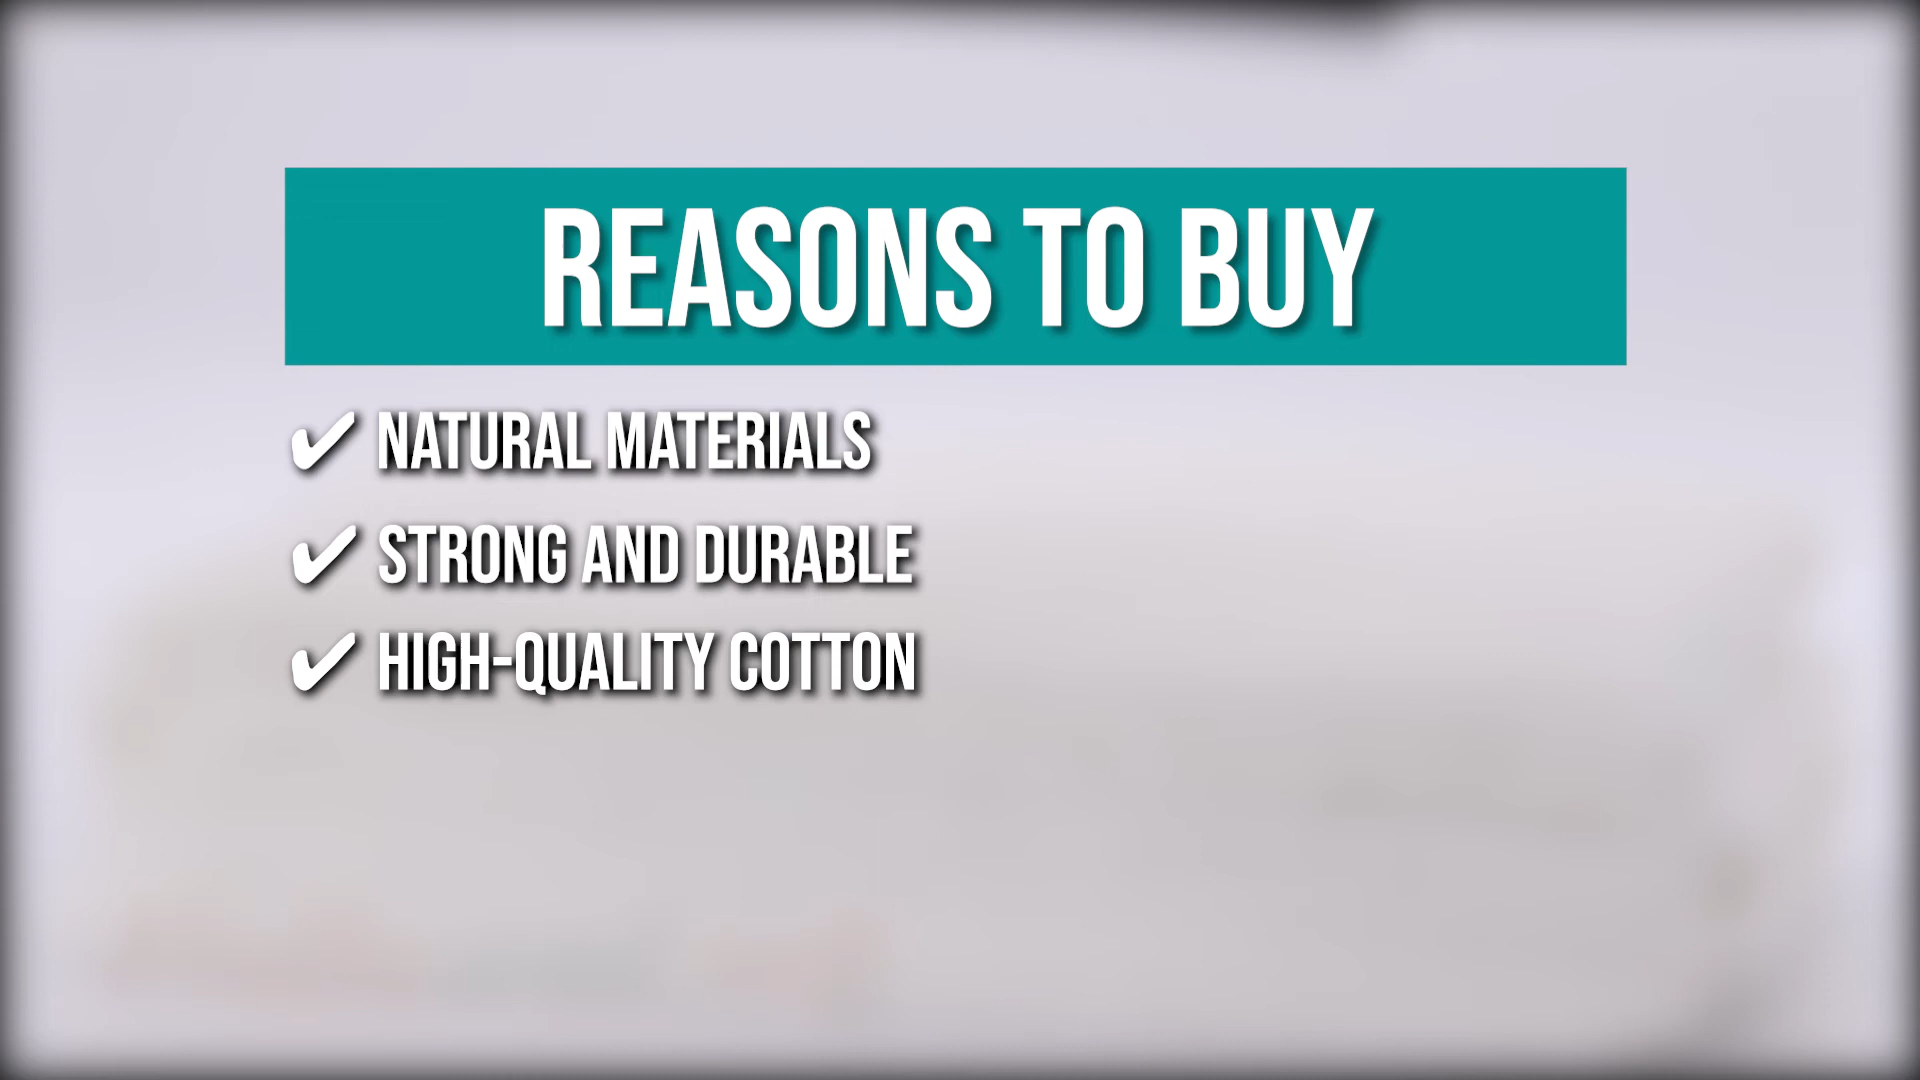 REASONS TO BUY
✔ NATURAL MATERIALS
✔ STRONG AND DURABLE
✔ HIGH-QUALITY COTTON